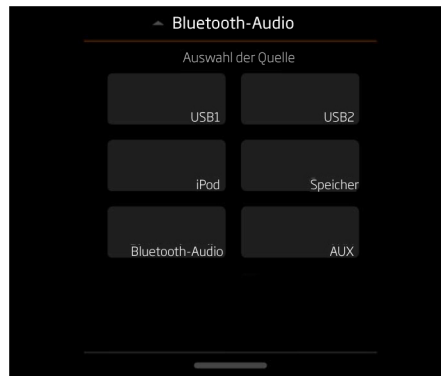 Bluetooth-Audio
Auswahl der Quelle
USB1
USB2
iPod
Speicher
Bluetooth-Audio
AUX